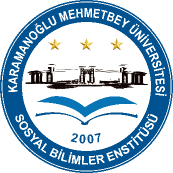 KARAMANOĞLU MEHMETBEY ÜNİVERSİTESİ
2007
SOSYAL BİLİMLER ENSTİTÜSÜ